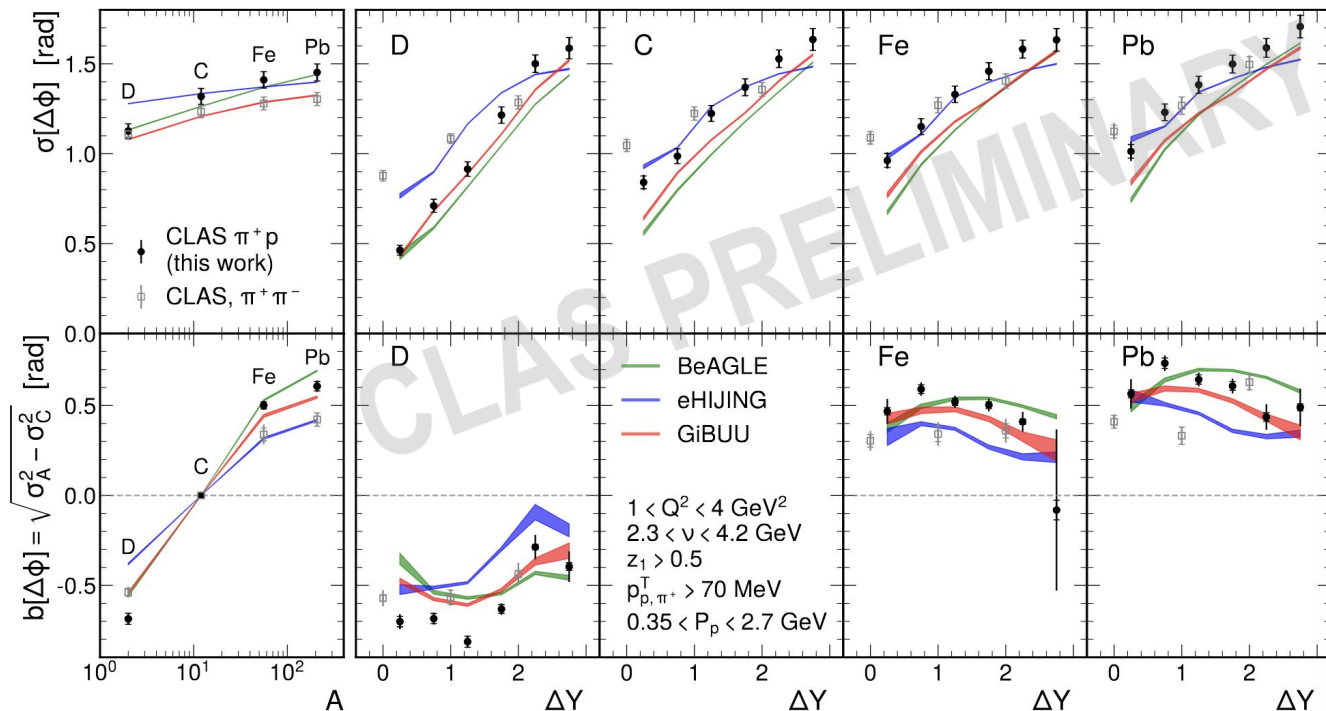 σ[Δϕ] [rad]
1.5
1.0
0.5
0.0
D
C
Fe
Pb
CLAS π⁺p
(this work)
CLAS, π⁺π⁻
D
C
Fe
Pb
CLAS PRELIMINARY
b[Δϕ] = √σ²_A − σ²_C [rad]
0.5
0.0
-0.5
D
C
Fe
Pb
D
BeAGLE
eHIJING
GiBUU
1 < Q² < 4 GeV²
2.3 < ν < 4.2 GeV
z₁ > 0.5
p^T_{p,π⁺} > 70 MeV
0.35 < P_p < 2.7 GeV
Fe
Pb
10⁰ 10¹ 10²
A
0 2
ΔY
0 2
ΔY
0 2
ΔY
0 2
ΔY